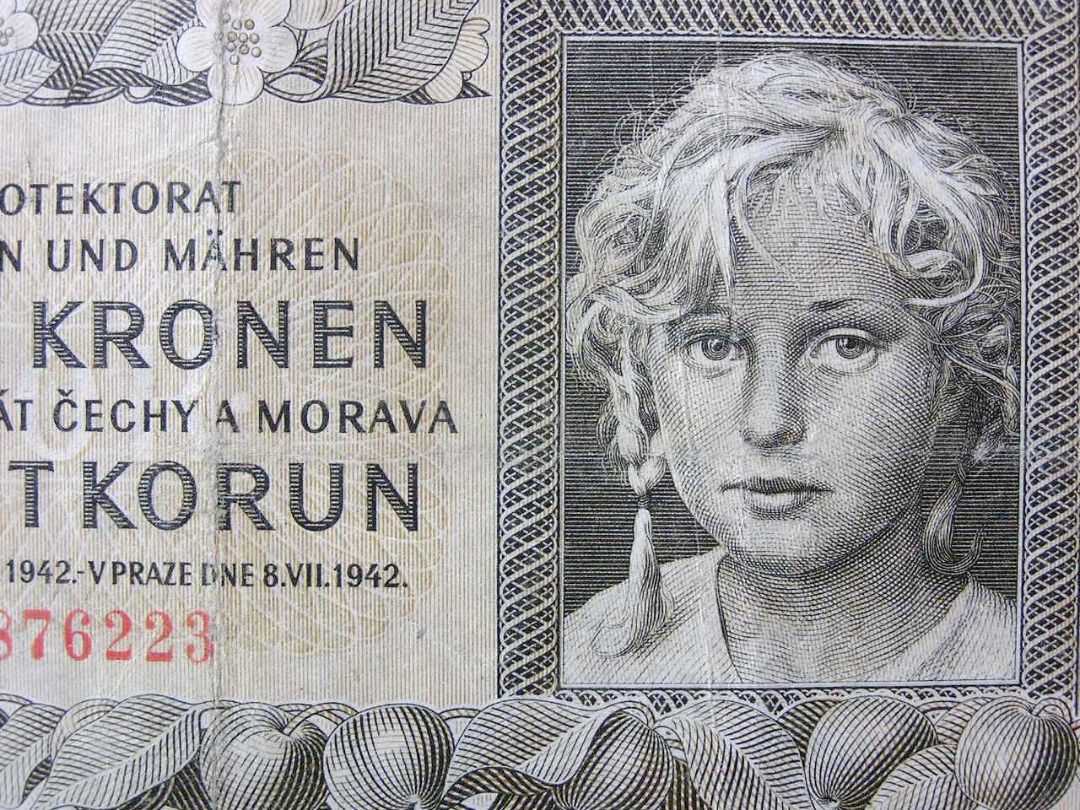 OTEKTORAT
N UND MÄHREN
KRONEN
ÁT ČECHY A MORAVA
T KORUN
1942.-V PRAZE DNE 8.VII.1942.
876223